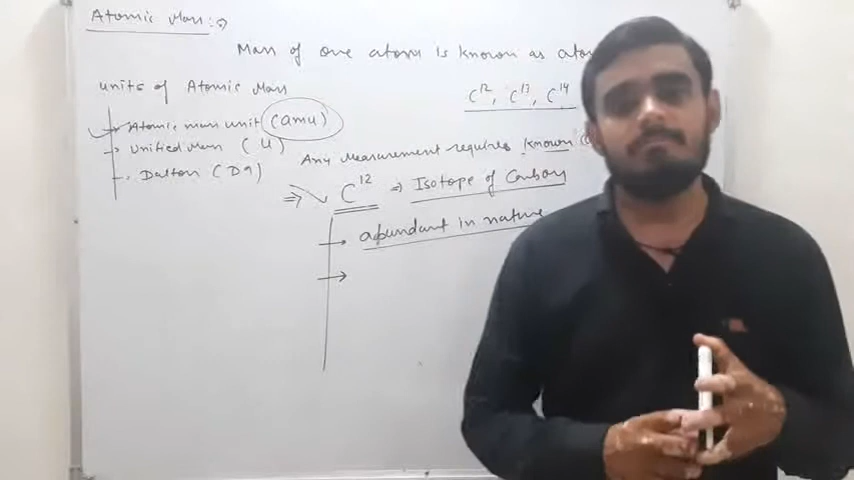 Atomic Mass :→
Mass of one atom is known as ato
units of Atomic Mass
C12, C13, C14
→ Atomic mass unit (amu)
→ Unified Mass (U)
Any Measurement requires known
→ Dalton (Da)
⇒ C12 ⇒ Isotope of Carbon
→ abundant in nature
→